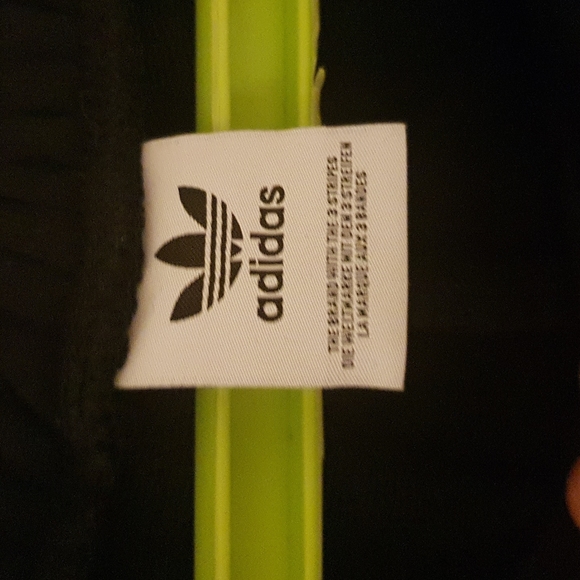 adidas
THE BRAND WITH THE 3 STRIPES
DIE WELTMARKE MIT DEN 3 STREIFEN
LA MARQUE AUX 3 BANDES